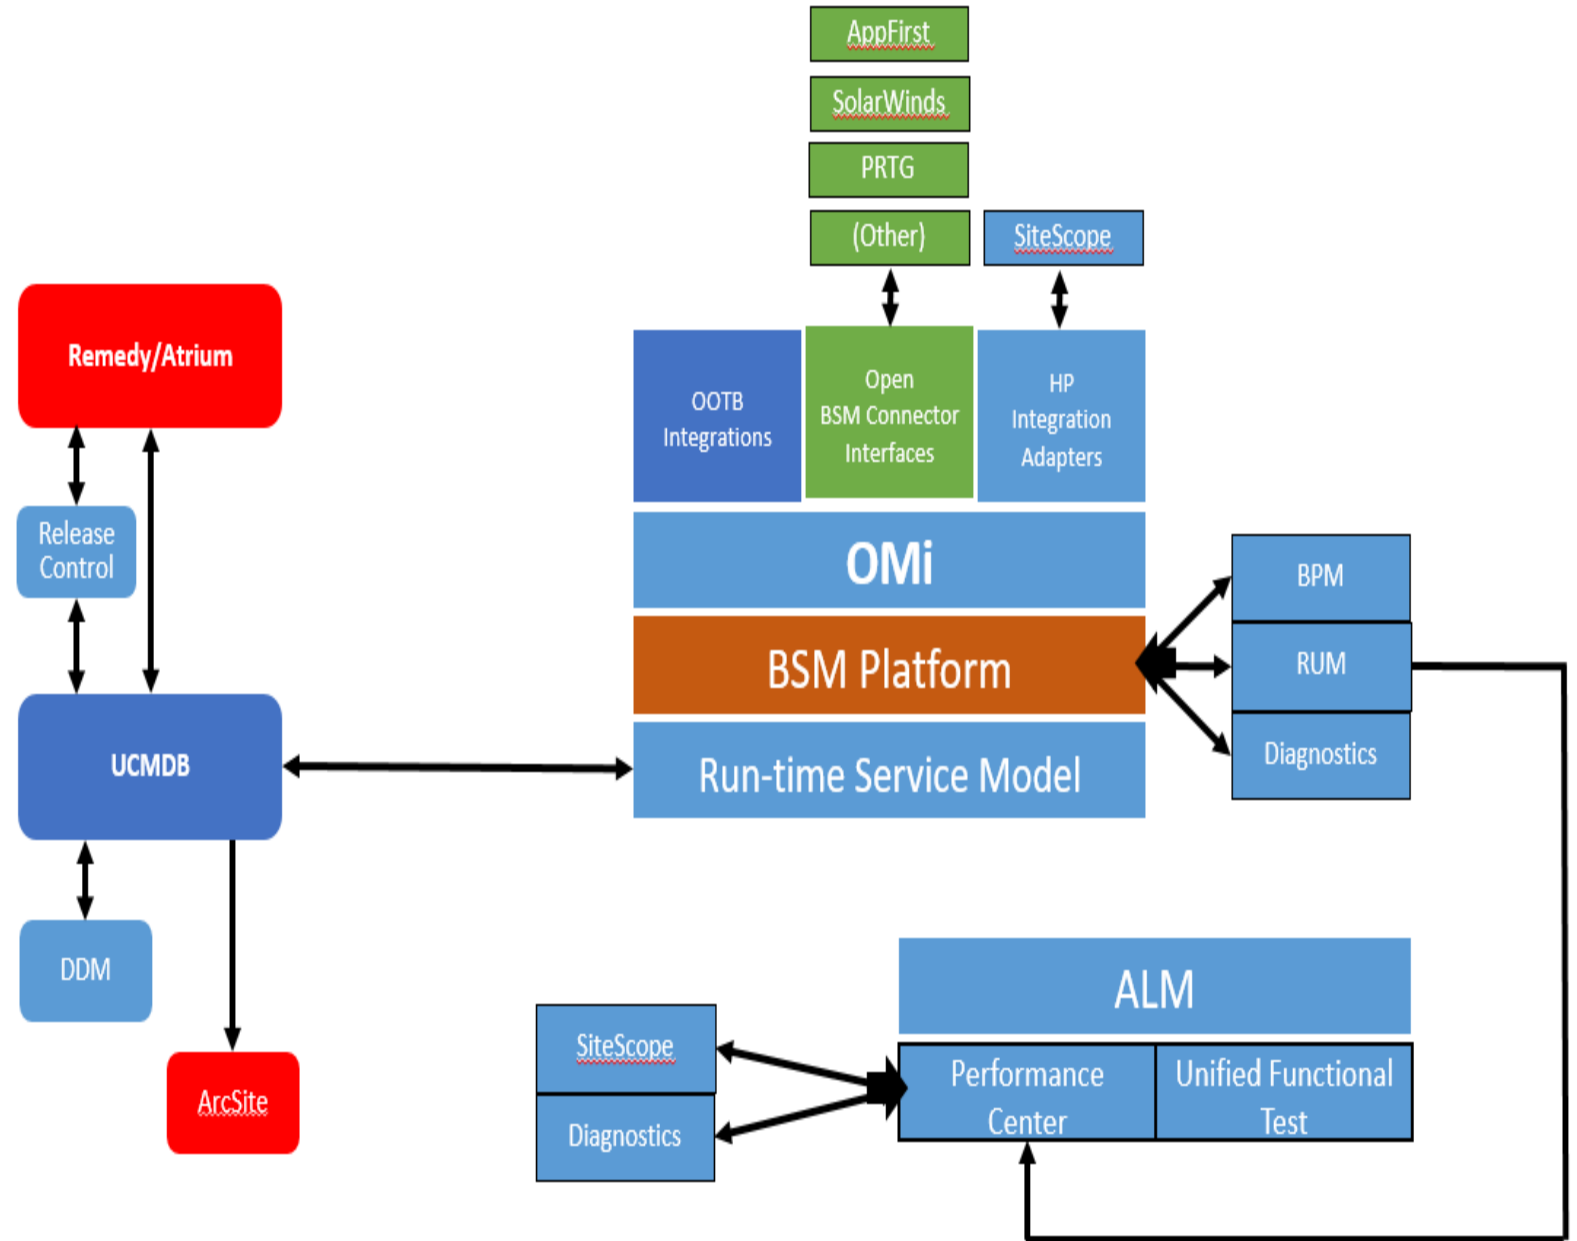 AppFirst
SolarWinds
PRTG
(Other)
SiteScope
Remedy/Atrium
OOTB
Integrations
Open
BSM Connector
Interfaces
HP
Integration
Adapters
Release
Control
OMi
BSM Platform
Run-time Service Model
BPM
RUM
Diagnostics
UCMDB
DDM
ArcSite
ALM
SiteScope
Diagnostics
Performance
Center
Unified Functional
Test